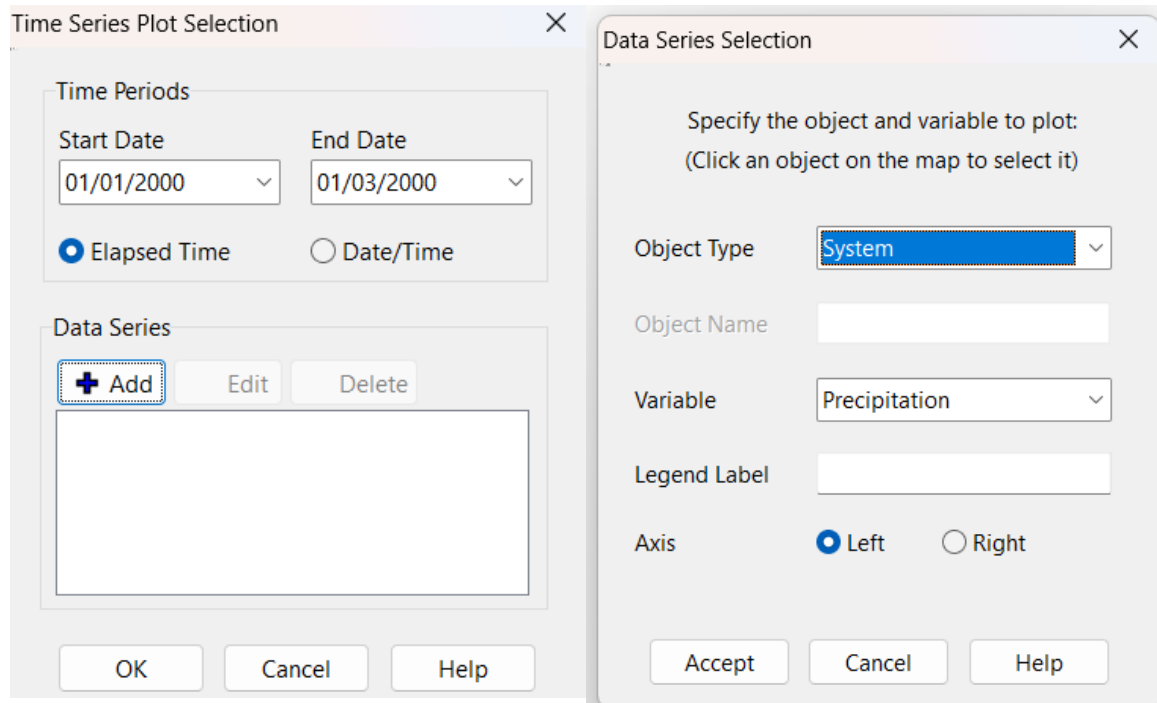 Time Series Plot Selection
Time Periods
Start Date End Date
01/01/2000 01/03/2000
Elapsed Time Date/Time
Data Series
Add Edit Delete
OK Cancel Help
Data Series Selection
Specify the object and variable to plot:
(Click an object on the map to select it)
Object Type System
Object Name
Variable Precipitation
Legend Label
Axis Left Right
Accept Cancel Help